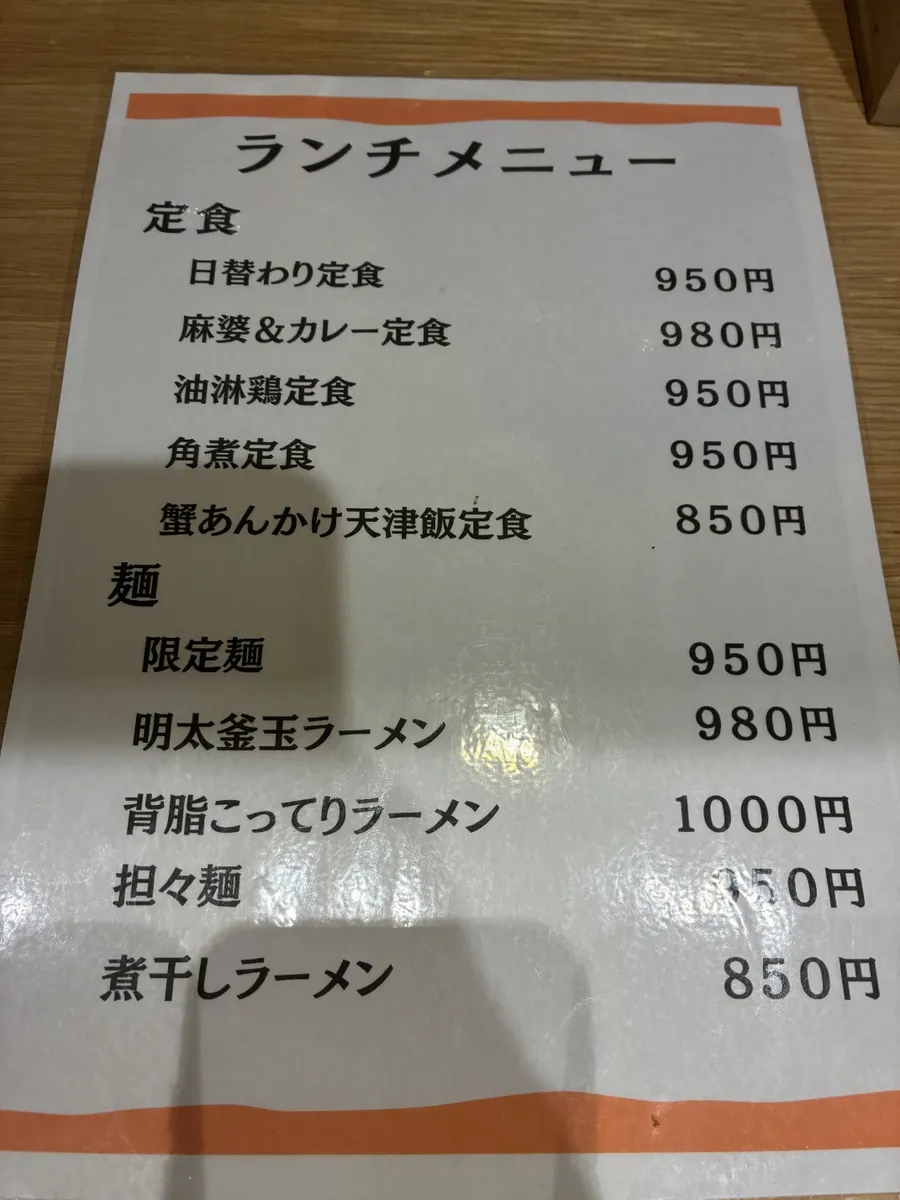 ランチメニュー
定食
日替わり定食 950円
麻婆＆カレー定食 980円
油淋鶏定食 950円
角煮定食 950円
蟹あんかけ天津飯定食 850円
麺
限定麺 950円
明太釜玉ラーメン 980円
背脂こってりラーメン 1000円
担々麺 950円
煮干しラーメン 850円